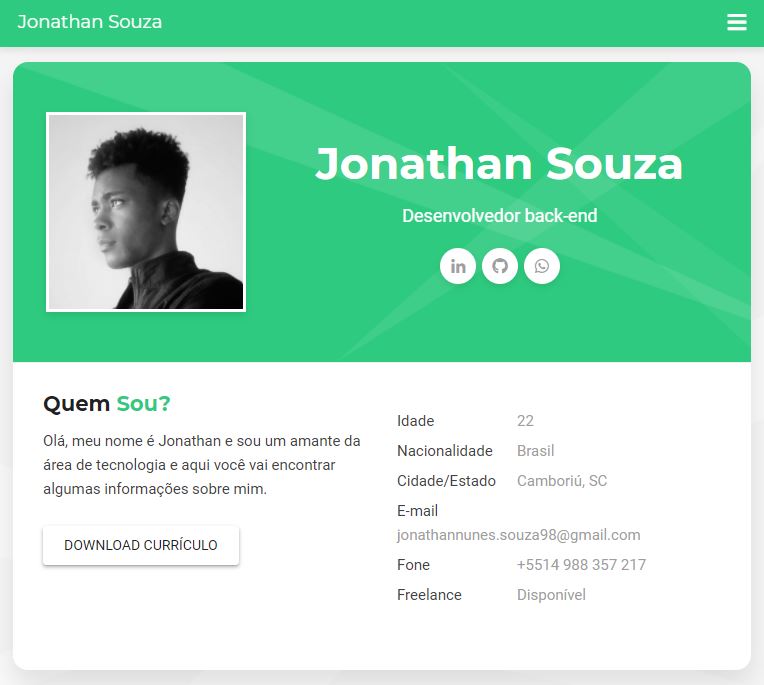 Jonathan Souza
Jonathan Souza
Desenvolvedor back-end
in
Quem Sou?
Olá, meu nome é Jonathan e sou um amante da
área de tecnologia e aqui você vai encontrar
algumas informações sobre mim.
DOWNLOAD CURRÍCULO
Idade 22
Nacionalidade Brasil
Cidade/Estado Camboriú, SC
E-mail
jonathannunes.souza98@gmail.com
Fone +5514 988 357 217
Freelance Disponível